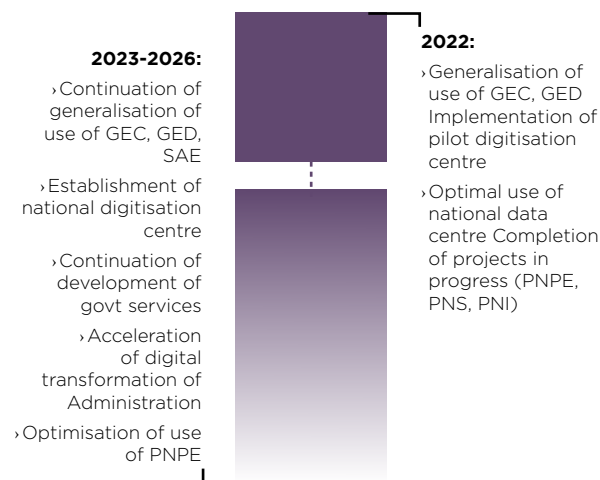 2023-2026:
›Continuation of
generalisation of
use of GEC, GED,
SAE
›Establishment of
national digitisation
centre
›Continuation of
development of
govt services
›Acceleration
of digital
transformation of
Administration
›Optimisation of use
of PNPE
2022:
›Generalisation of
use of GEC, GED
Implementation of
pilot digitisation
centre
›Optimal use of
national data
centre Completion
of projects in
progress (PNPE,
PNS, PNI)